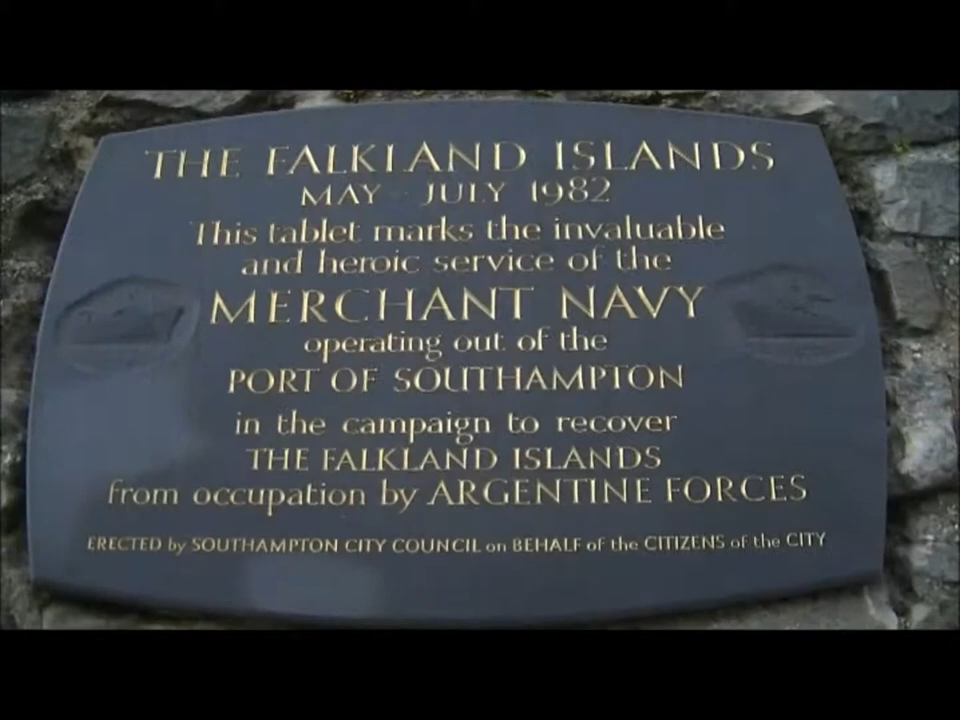 THE FALKLAND ISLANDS
MAY - JULY 1982
This tablet marks the invaluable
and heroic service of the
MERCHANT NAVY
operating out of the
PORT OF SOUTHAMPTON
in the campaign to recover
THE FALKLAND ISLANDS
from occupation by ARGENTINE FORCES
ERECTED by SOUTHAMPTON CITY COUNCIL on BEHALF of the CITIZENS of the CITY